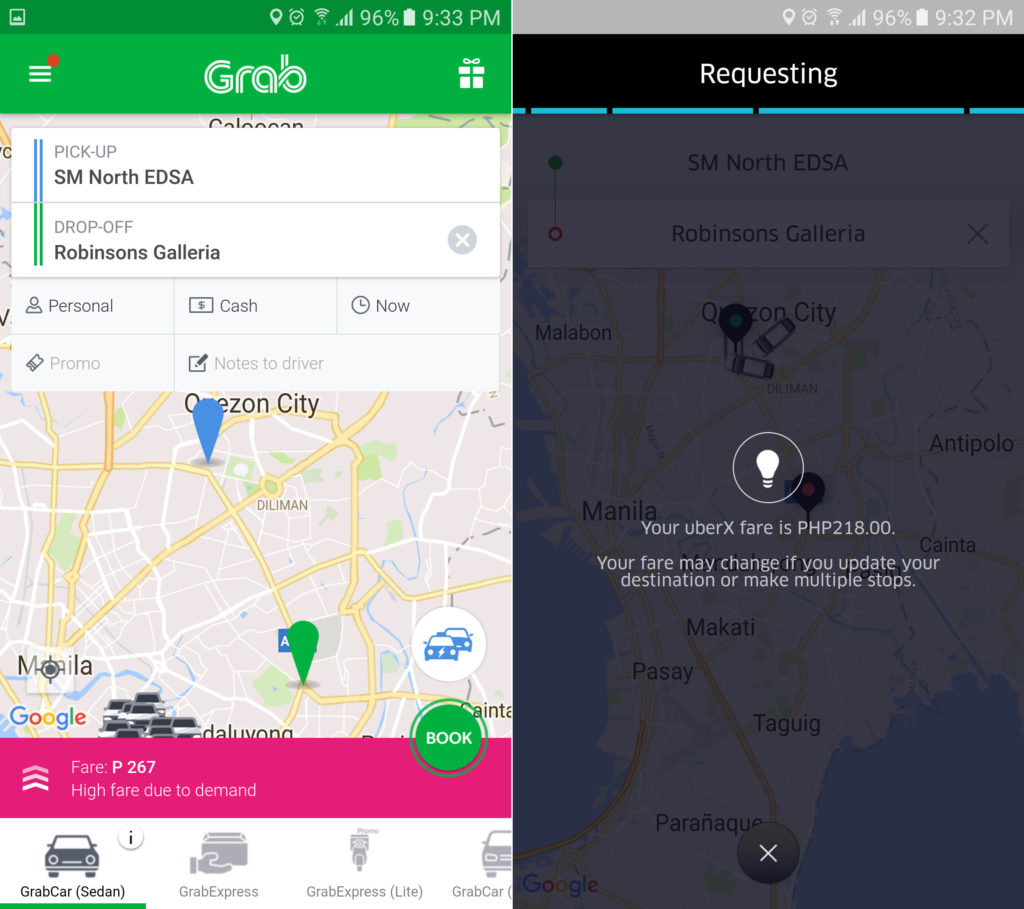 96% 9:33 PM
Grab
Caloocan
PICK-UP
SM North EDSA
DROP-OFF
Robinsons Galleria
Personal
Cash
Now
Promo
Notes to driver
Quezon City
DILIMAN
Manila
Google
daluyong
Cainta
BOOK
Fare: P 267
High fare due to demand
i
Promo
GrabCar (Sedan)
GrabExpress
GrabExpress (Lite)
GrabCar (
96% 9:32 PM
Requesting
SM North EDSA
Robinsons Galleria
Quezon City
Malabon
DILIMAN
Mayon St
Antipolo
Manila
Your uberX fare is PHP218.00.
Cainta
Your fare may change if you update your
destination or make multiple stops.
Makati
Pasay
Taguig
Parañaque
Google